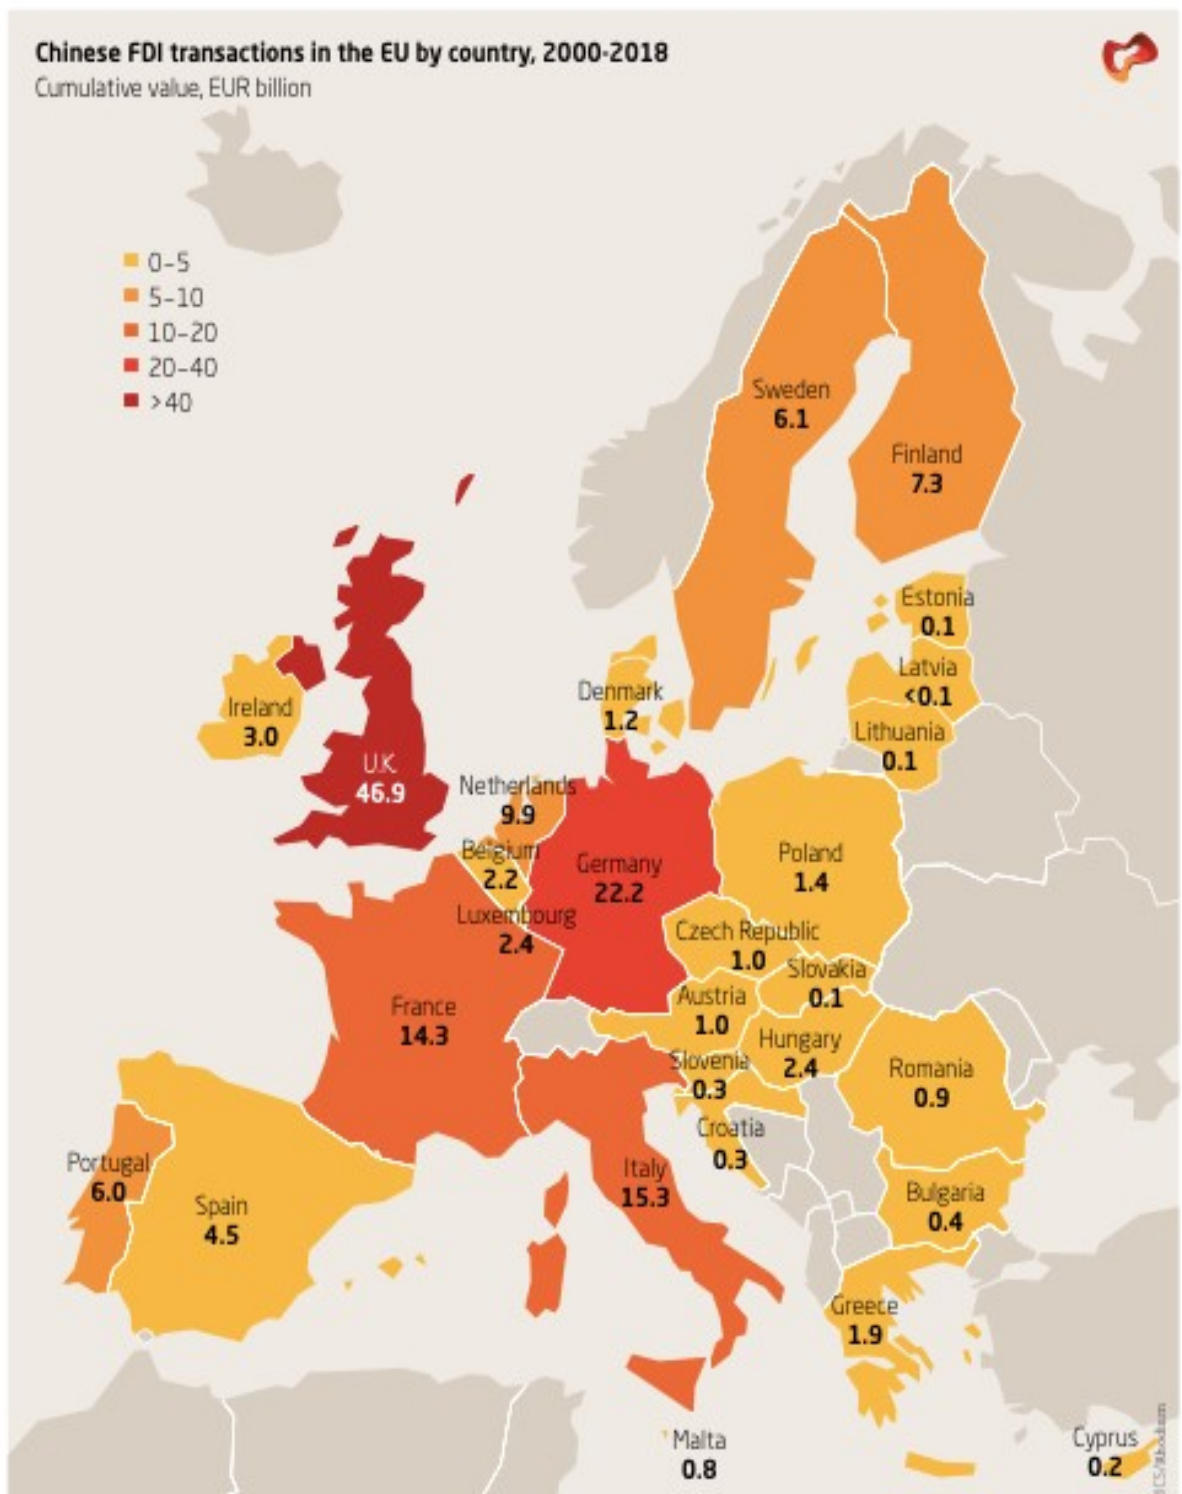 Chinese FDI transactions in the EU by country, 2000-2018
Cumulative value, EUR billion
0-5
5-10
10-20
20-40
>40
Sweden
6.1
Finland
7.3
Estonia
0.1
Latvia
<0.1
Lithuania
0.1
Denmark
1.2
Ireland
3.0
U.K.
46.9
Netherlands
9.9
Belgium
2.2
Luxembourg
2.4
Germany
22.2
Poland
1.4
Czech Republic
1.0
Slovakia
0.1
Austria
1.0
Hungary
2.4
Slovenia
0.3
Croatia
0.3
Romania
0.9
Bulgaria
0.4
France
14.3
Italy
15.3
Portugal
6.0
Spain
4.5
Greece
1.9
Malta
0.8
Cyprus
0.2